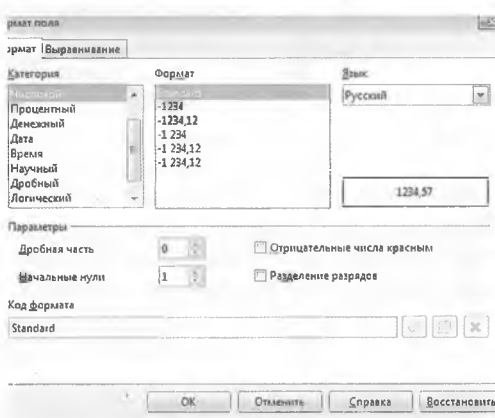 рмат поля
ормат Выравнивание
Категория Формат Язык
Числовой
Процентный
Денежный
Дата
Время
Научный
Дробный
Логический
Standard
-1234
-1234,12
-1 234
-1 234,12
-1 234,12
Русский
1234,57
Параметры
Дробная часть 0 Отрицательные числа красным
Начальные нули 1 Разделение разрядов
Код формата
Standard
OK Отменить Справка Восстановить